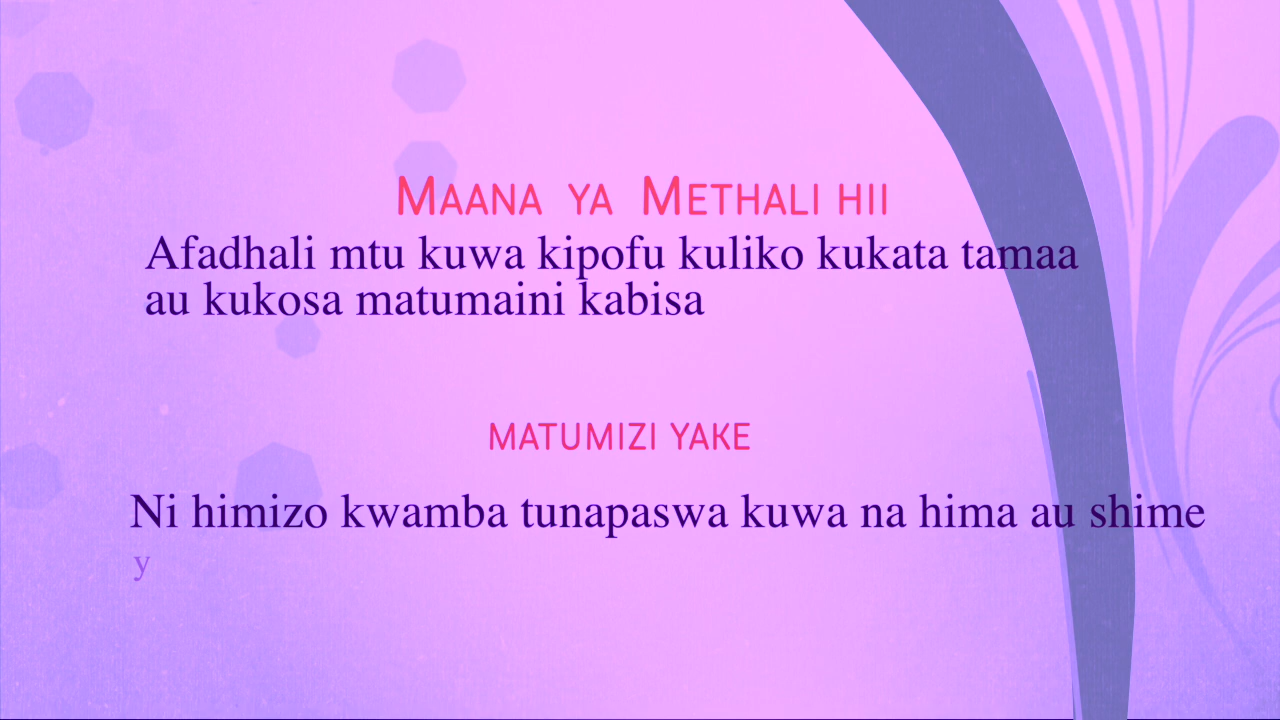 MAANA YA METHALI HII
Afadhali mtu kuwa kipofu kuliko kukata tamaa
au kukosa matumaini kabisa
MATUMIZI YAKE
Ni himizo kwamba tunapaswa kuwa na hima au shime
y